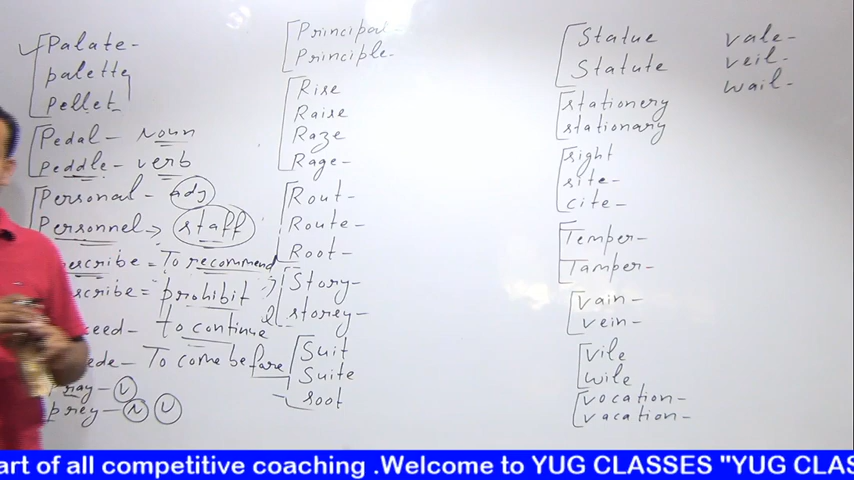 Palate-
palette
Pellet
Pedal- noun
Peddle- verb
Personal- adj
Personnel-> staff
escribe = To recommend
scribe = prohibit
ceed- to continue
ede- To come before
Pray- V
prey- N V
Principal-
Principle-
Rise
Raise
Raze
Rage-
Rout-
Route-
Root-
Story-
storey-
Suit
Suite
soot
Statue
Statute
stationery
stationary
right
site-
cite-
Temper-
Tamper-
vain-
vein-
vile
wile
vocation-
vacation-
vale-
veil-
wail-
art of all competitive coaching .Welcome to YUG CLASSES "YUG CLAS